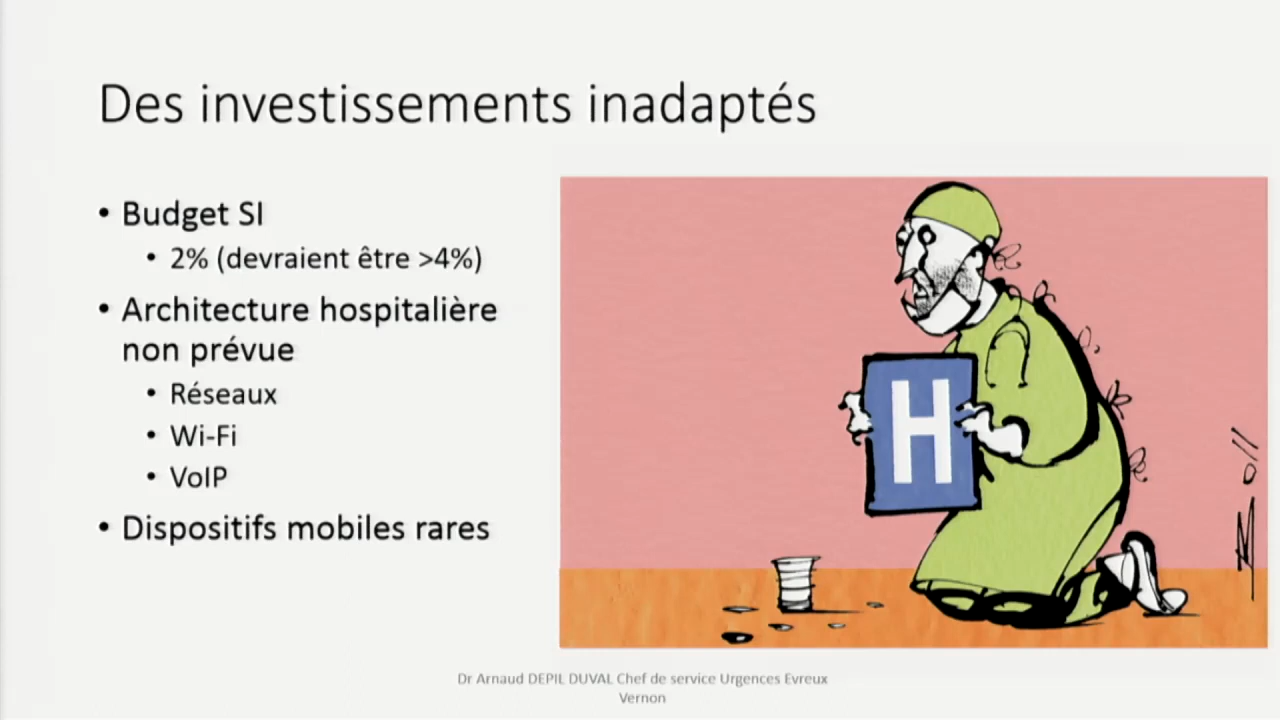 Des investissements inadaptés
• Budget SI
• 2% (devraient être >4%)
• Architecture hospitalière
non prévue
• Réseaux
• Wi-Fi
• VoIP
• Dispositifs mobiles rares
H
Dr Arnaud DEPIL DUVAL Chef de service Urgences Evreux
Vernon